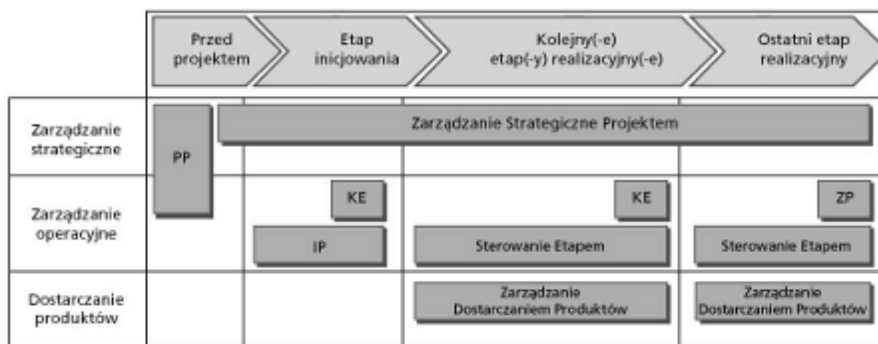 Przed
projektem
Etap
inicjowania
Kolejny(-e)
etap(-y) realizacyjny(-e)
Ostatni etap
realizacyjny
Zarządzanie
strategiczne
PP
Zarządzanie Strategiczne Projektem
Zarządzanie
operacyjne
KE
KE
ZP
IP
Sterowanie Etapem
Sterowanie Etapem
Dostarczanie
produktów
Zarządzanie
Dostarczaniem Produktów
Zarządzanie
Dostarczaniem Produktów